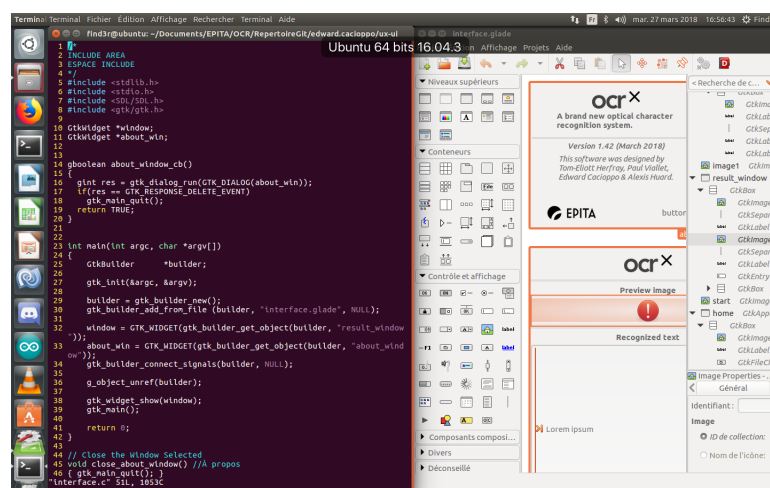 Terminal Terminal Fichier Édition Affichage Rechercher Terminal Aide
Fr mar. 27 mars 2018 16:56:43
find3r@ubuntu: ~/Documents/EPITA/OCR/RepertoireGit/edward.cacioppo/ux-ui
interface.glade
Ubuntu 64 bits 16.04.3
Affichage Projets Aide
1 /*
2 INCLUDE AREA
3 ESPACE INCLUDE
4 */
5 #include <stdlib.h>
6 #include <stdio.h>
7 #include <SDL/SDL.h>
8 #include <gtk/gtk.h>
9
10 GtkWidget *window;
11 GtkWidget *about_win;
12
13
14 gboolean about_window_cb()
15 {
16 gint res = gtk_dialog_run(GTK_DIALOG(about_win));
17 if(res == GTK_RESPONSE_DELETE_EVENT)
18 gtk_main_quit();
19 return TRUE;
20 }
21
22
23 int main(int argc, char *argv[])
24 {
25 GtkBuilder *builder;
26
27 gtk_init(&argc, &argv);
28
29 builder = gtk_builder_new();
30 gtk_builder_add_from_file (builder, "interface.glade", NULL);
31
32 window = GTK_WIDGET(gtk_builder_get_object(builder, "result_window
"));
33 about_win = GTK_WIDGET(gtk_builder_get_object(builder, "about_wind
ow"));
34 gtk_builder_connect_signals(builder, NULL);
35
36 g_object_unref(builder);
37
38 gtk_widget_show(window);
39 gtk_main();
40
41 return 0;
42 }
43
44 // Close the Window Selected
45 void close_about_window() //À propos
46 { gtk_main_quit(); }
"interface.c" 51L, 1053C
Niveaux supérieurs
Conteneurs
Contrôle et affichage
Composants composi...
Divers
Déconseillé
ocr×
A brand new optical character
recognition system.
Version 1.42 (March 2018)
This software was designed by
Tom-Eliott Herfray, Paul Viallet,
Edward Cacioppo & Alexis Huard.
EPITA
button
ocr×
Preview image
Recognized text
Lorem ipsum
< Recherche de c...
GtkBox
GtkIma
GtkLab
GtkSep
GtkLab
GtkLab
image1 GtkIm
result_window
GtkBox
GtkImage
GtkSepar
GtkLabel
GtkImage
GtkSepar
GtkLabel
GtkEntry
GtkBox
start GtkImag
home GtkApp
GtkBox
GtkImage
GtkLabel
GtkFileCh
Image Properties -...
Général
Identifiant :
Image
ID de collection:
Nom de l'icône: